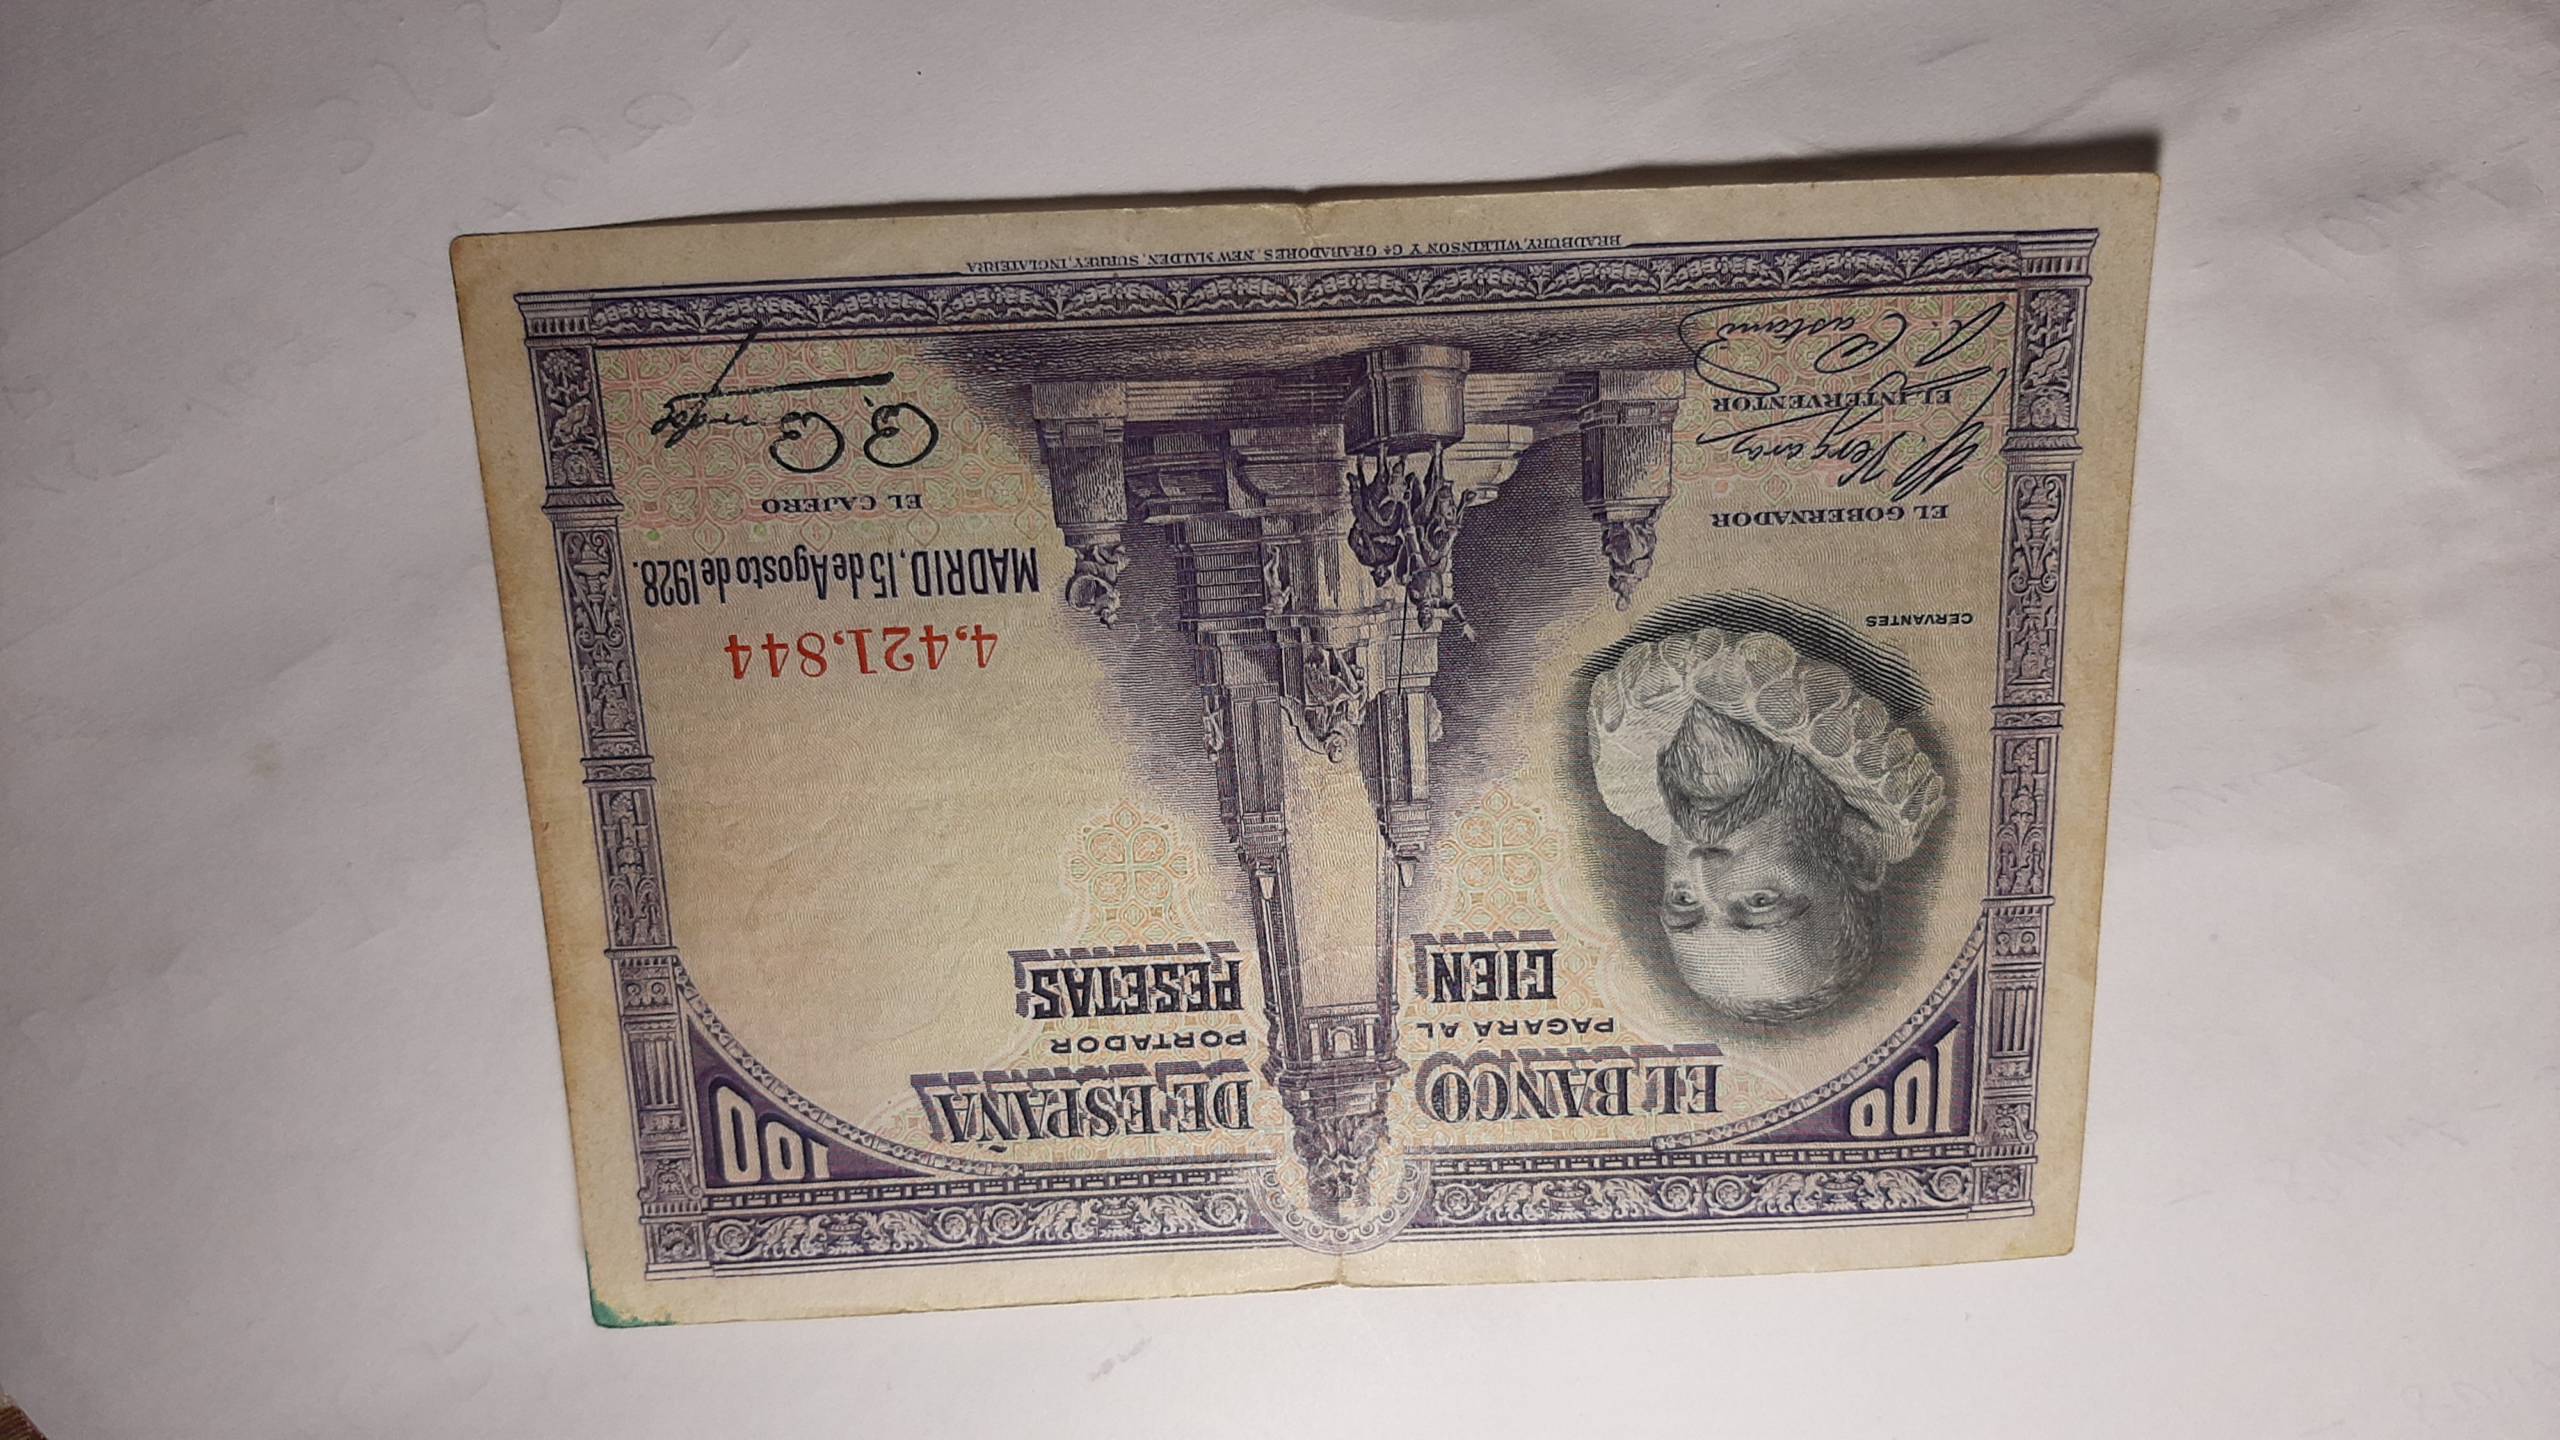 100
100
EL BANCO DE ESPAÑA
PAGARÁ AL PORTADOR
CIEN PESETAS
CERVANTES
4,421,844
MADRID, 15 de Agosto de 1928.
EL GOBERNADOR
EL CAJERO
EL INTERVENTOR
BRADBURY, WILKINSON Y Cª GRABADORES, NEW MALDEN, SURREY, INGLATERRA